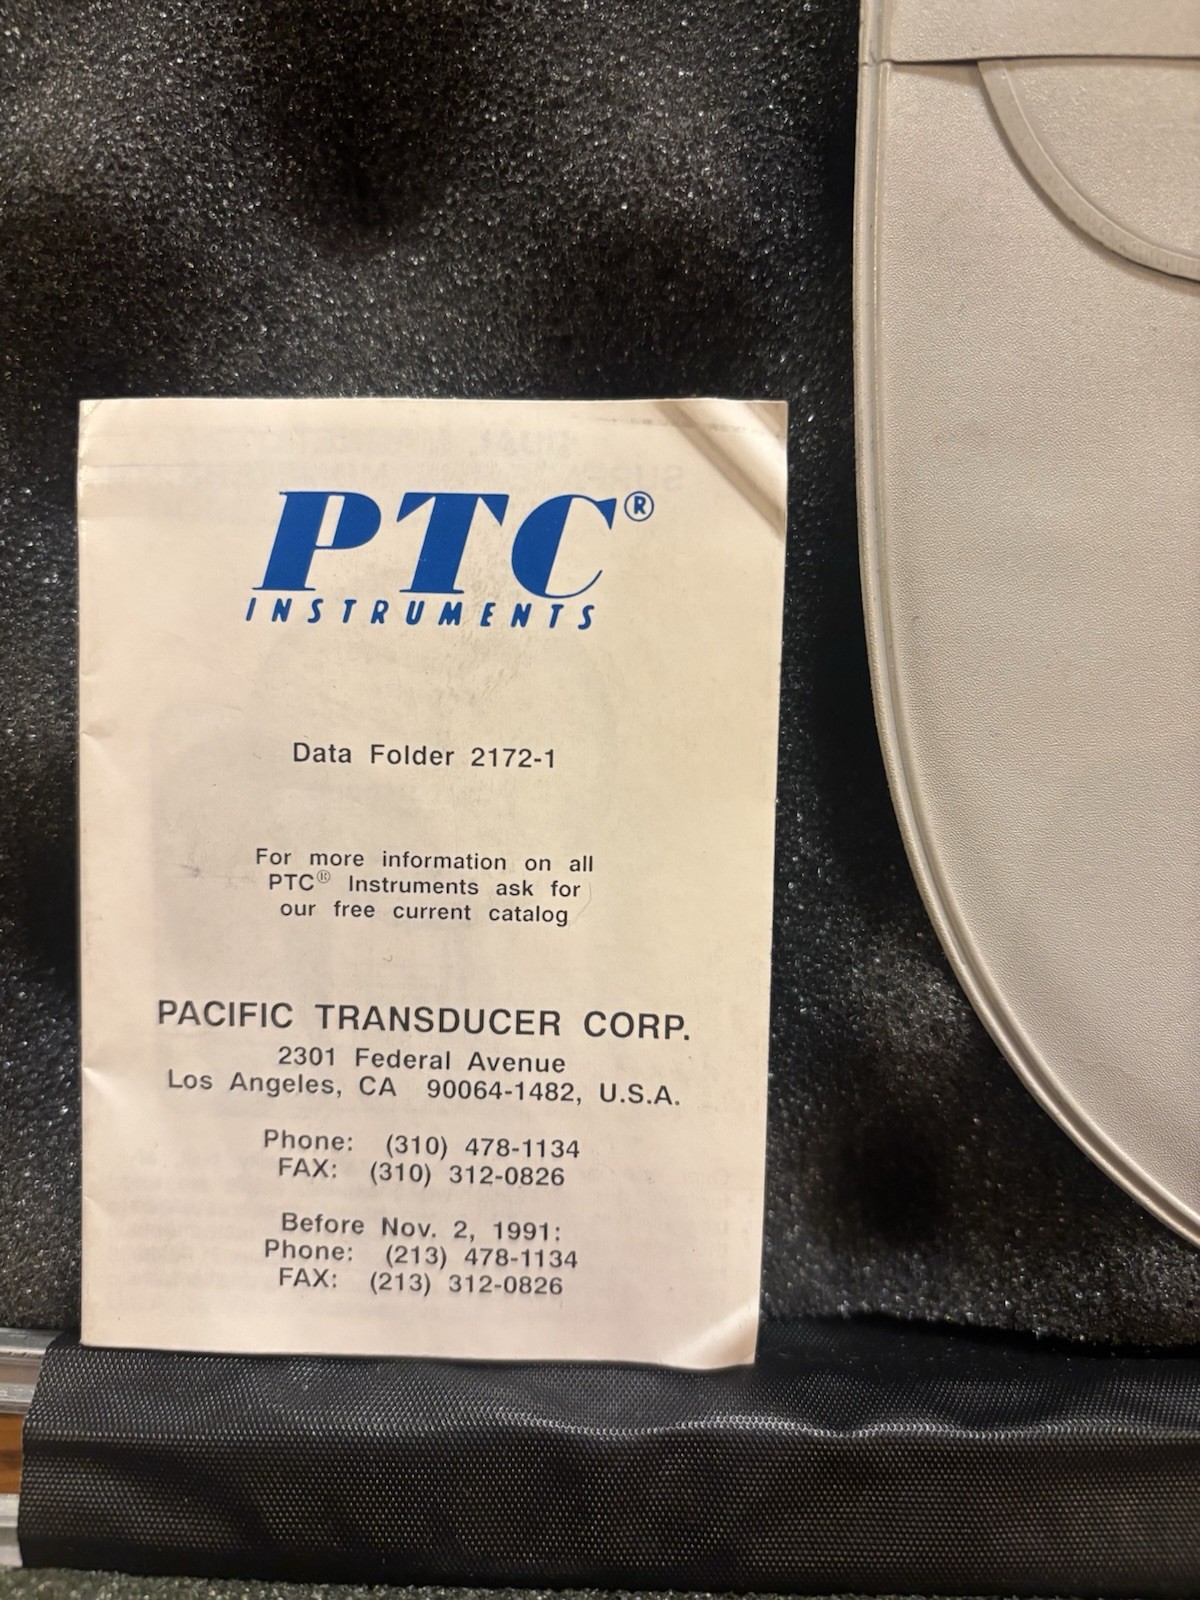 PTC®
INSTRUMENTS
Data Folder 2172-1
For more information on all
PTC® Instruments ask for
our free current catalog
PACIFIC TRANSDUCER CORP.
2301 Federal Avenue
Los Angeles, CA 90064-1482, U.S.A.
Phone: (310) 478-1134
FAX: (310) 312-0826
Before Nov. 2, 1991:
Phone: (213) 478-1134
FAX: (213) 312-0826